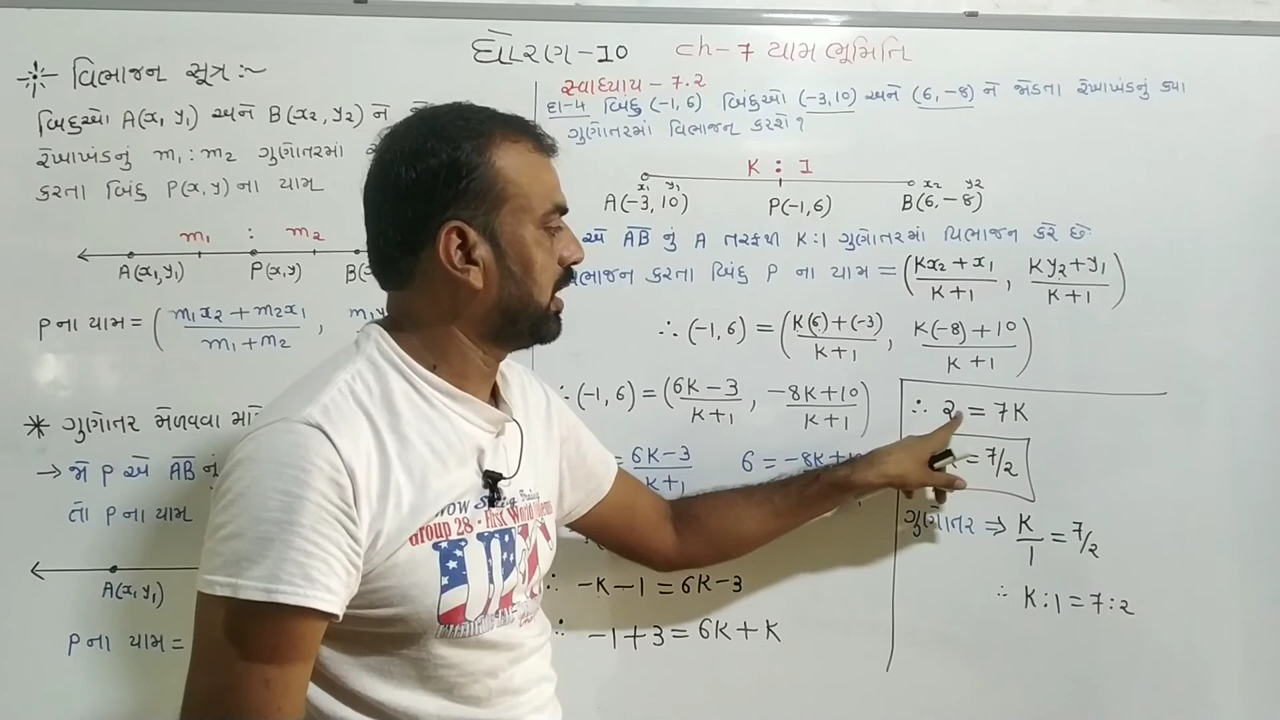 ધોરણ-10 ch-7 યામ ભૂમિતિ
વિભાજન સૂત્ર :-
બિંદુઓ A(x₁ y₁) અને B(x₂, y₂) ને
રેખાખંડનું m₁ : m₂ ગુણોત્તરમાં
કરતા બિંદુ P(x, y) ના યામ
m₁ : m₂
A(x₁, y₁) P(x, y)
P ના યામ = ( m₁x₂ + m₂x₁ / m₁ + m₂ ,
* ગુણોતર મેળવવા
→ જો P એ AB નું
તો P ના યામ
A(x₁ y₁)
P ના યામ =
સ્વાધ્યાય - 7.2
દા-4 બિંદુ (-1, 6) બિંદુઓ (-3, 10) અને (6, -8) ને જોડતા રેખાખંડનું ક્યા
ગુણોતરમાં વિભાજન કરશે ?
K : 1
x₁ y₁ x₂ y₂
A(-3, 10) P(-1, 6) B(6, -8)
એ AB નું A તરફથી K:1 ગુણોતરમાં વિભાજન કરે છે.
વિભાજન કરતા બિંદુ P ના યામ = ( Kx₂ + x₁ / K+1 , Ky₂ + y₁ / K+1 )
∴ (-1, 6) = ( K(6) + (-3) / K+1 , K(-8) + 10 / K+1 )
∴ (-1, 6) = ( 6K - 3 / K+1 , -8K + 10 / K+1 )
= 6K - 3 / K+1 6 = -8K +
∴ -K - 1 = 6K - 3
∴ -1 + 3 = 6K + K
∴ 2 = 7K
= 7/2
ગુણોતર ⇒ K/1 = 7/2
∴ K : 1 = 7 : 2
Group 28 - First World